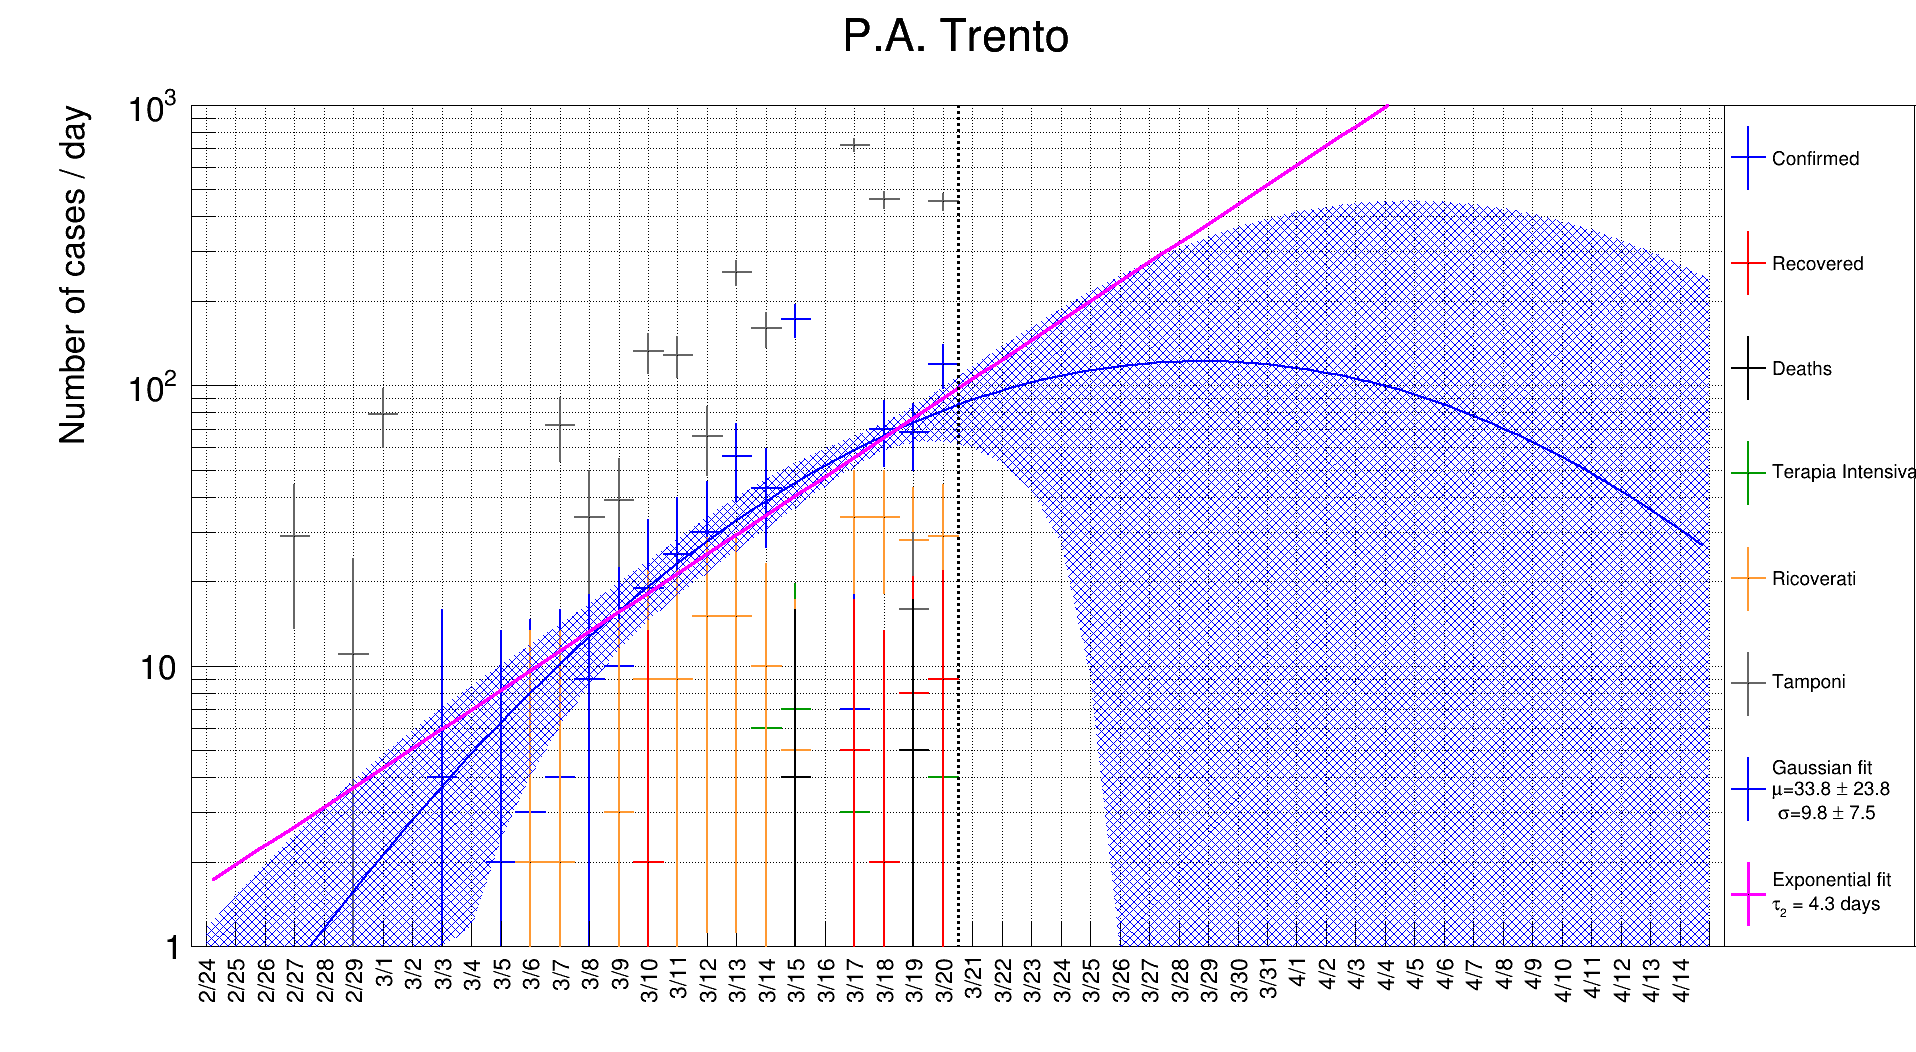 P.A. Trento
Number of cases / day
10³
10²
10
1
2/24 2/25 2/26 2/27 2/28 2/29 3/1 3/2 3/3 3/4 3/5 3/6 3/7 3/8 3/9 3/10 3/11 3/12 3/13 3/14 3/15 3/16 3/17 3/18 3/19 3/20 3/21 3/22 3/23 3/24 3/25 3/26 3/27 3/28 3/29 3/30 3/31 4/1 4/2 4/3 4/4 4/5 4/6 4/7 4/8 4/9 4/10 4/11 4/12 4/13 4/14
Confirmed
Recovered
Deaths
Terapia Intensiva
Ricoverati
Tamponi
Gaussian fit
μ=33.8 ± 23.8
σ=9.8 ± 7.5
Exponential fit
τ₂ = 4.3 days